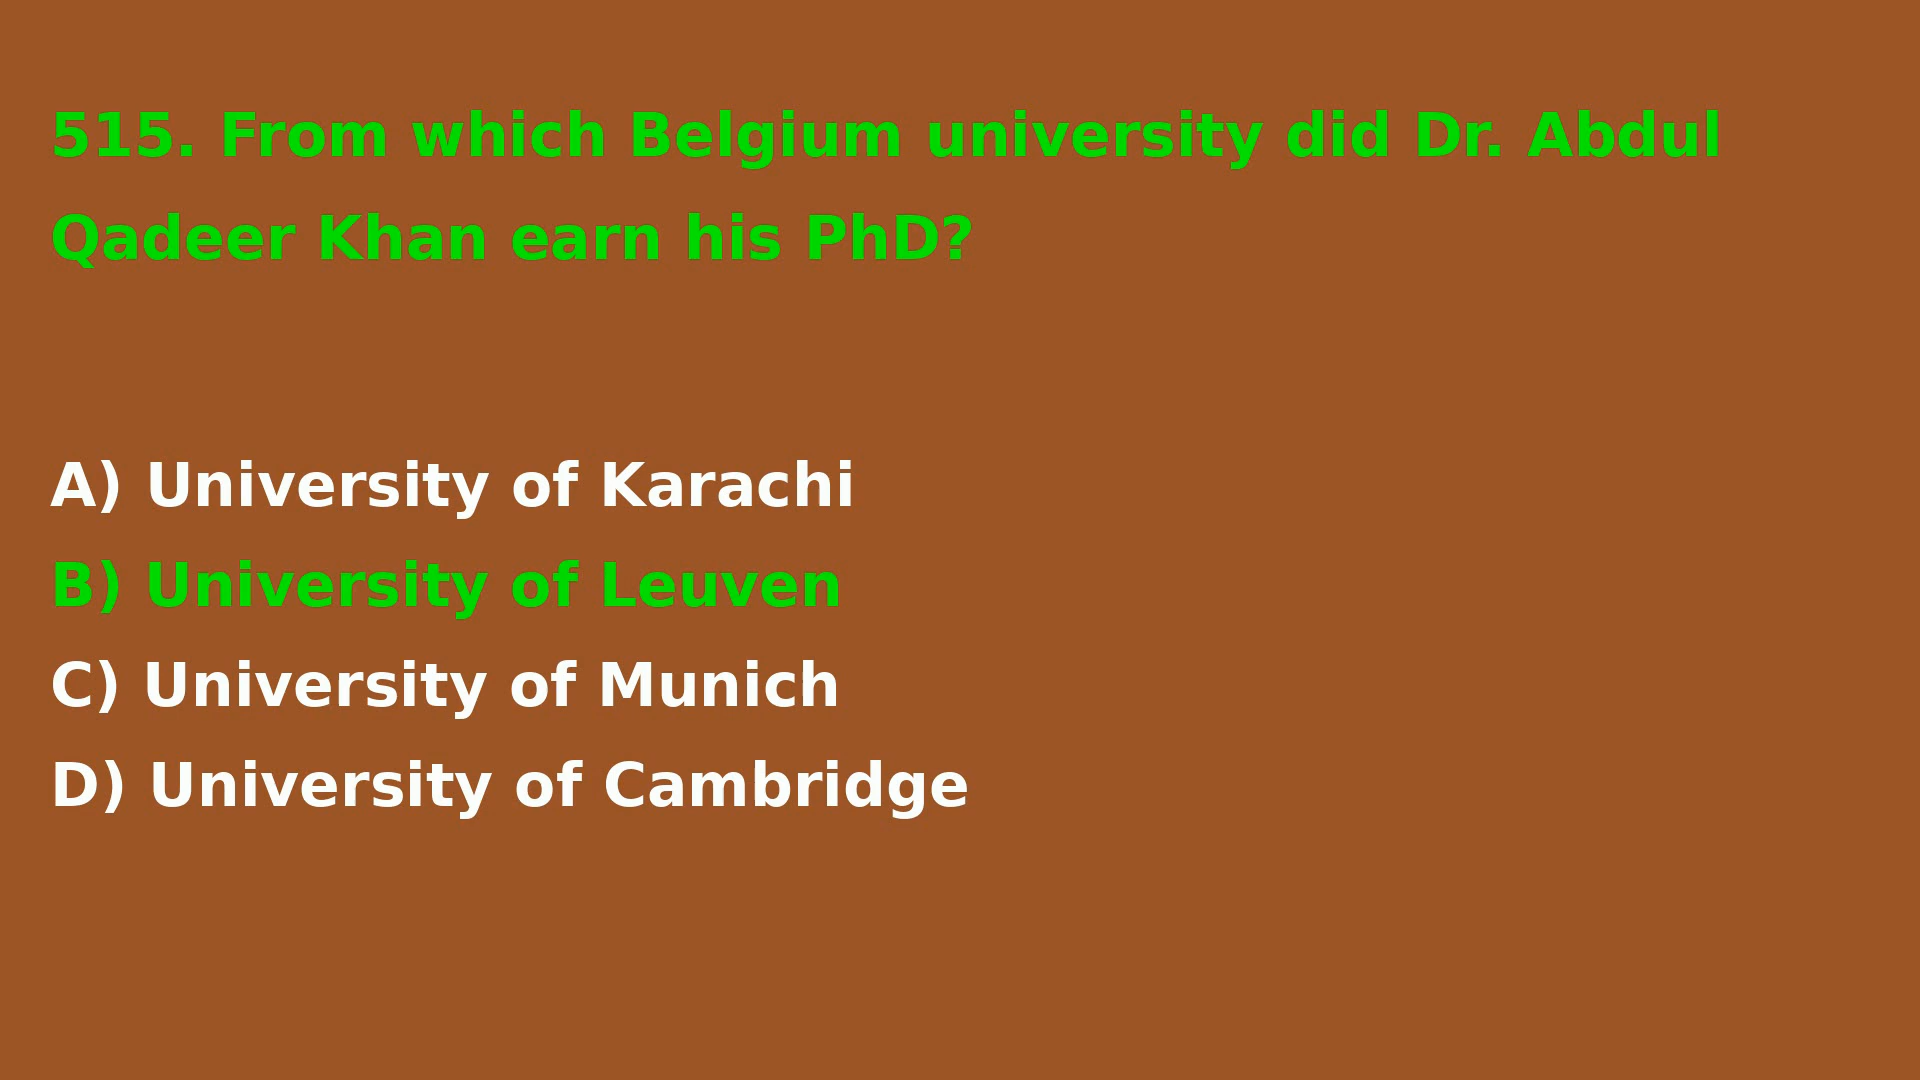 515. From which Belgium university did Dr. Abdul
Qadeer Khan earn his PhD?
A) University of Karachi
B) University of Leuven
C) University of Munich
D) University of Cambridge